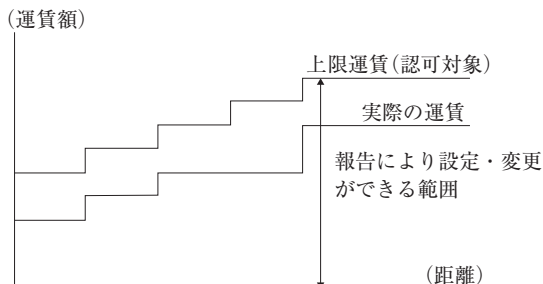 (運賃額)
上限運賃(認可対象)
実際の運賃
報告により設定・変更
ができる範囲
(距離)